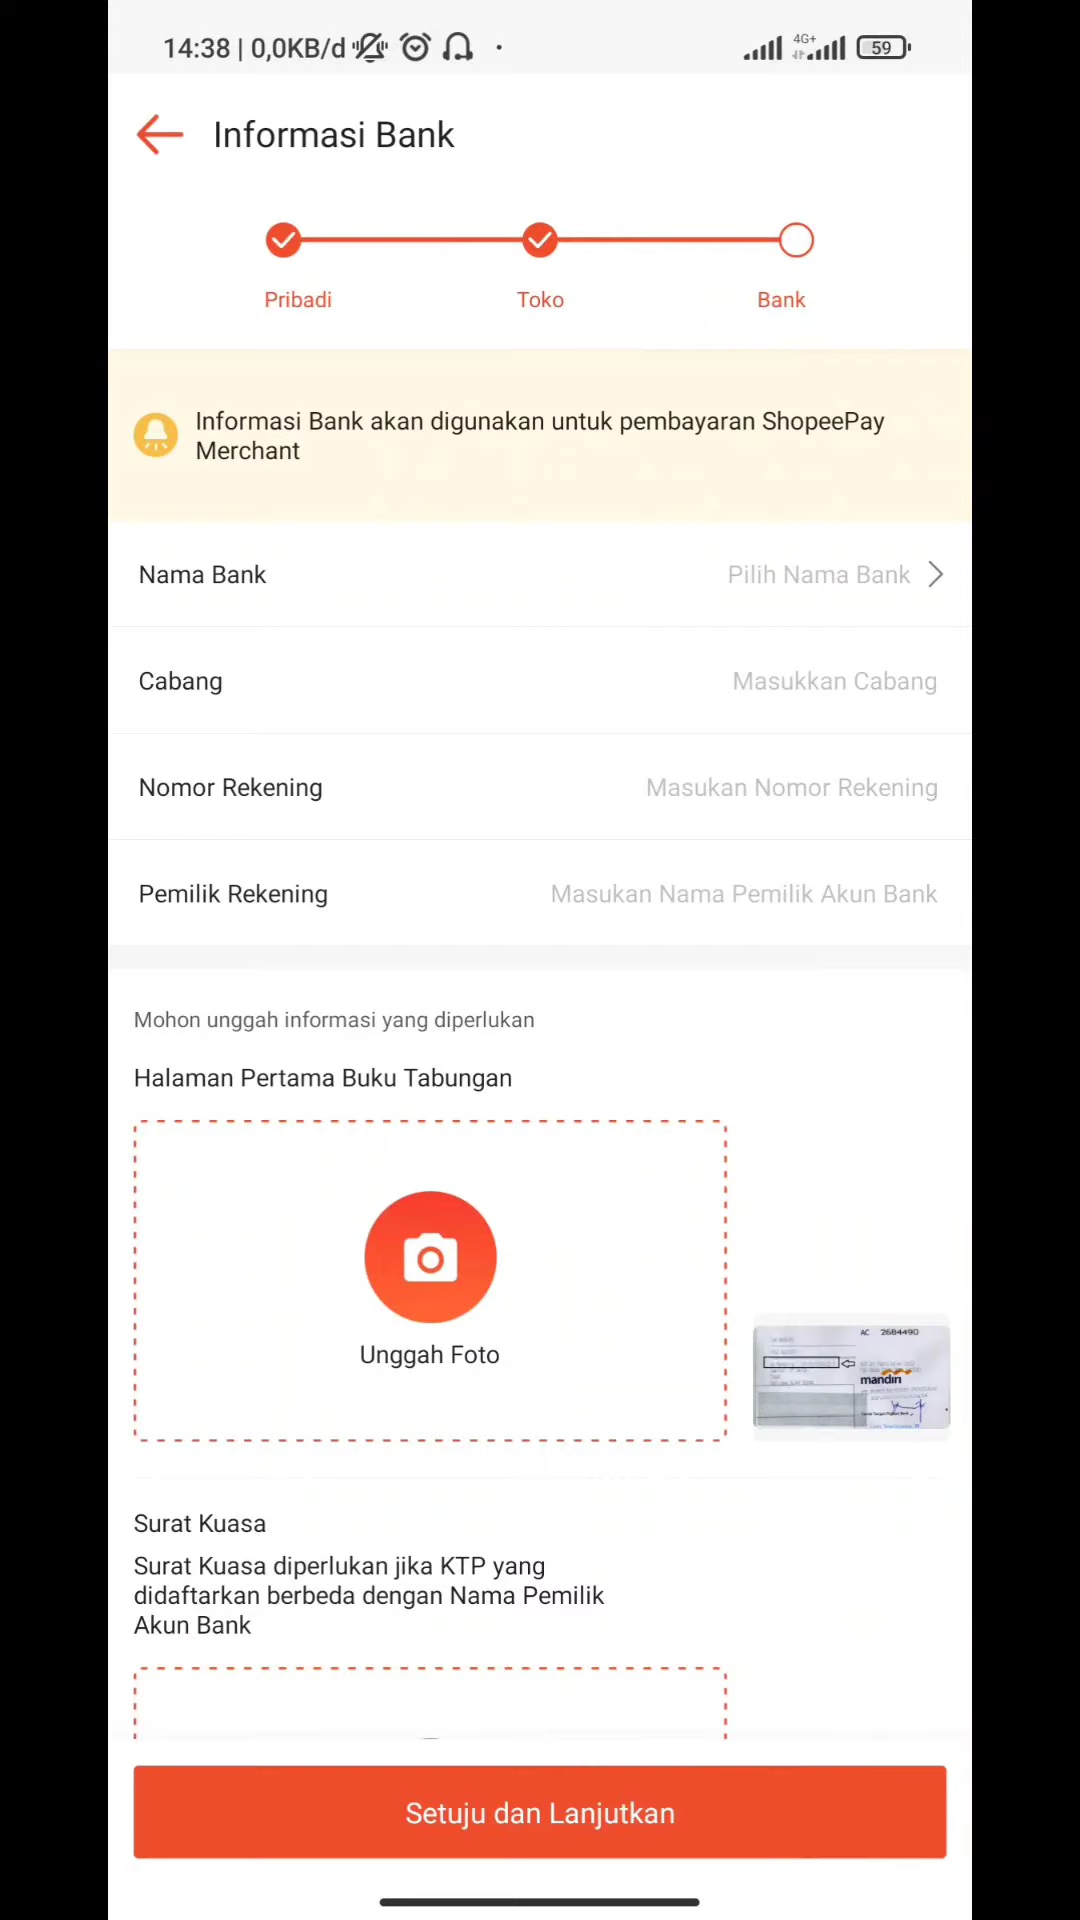 14:38 | 0,0KB/d
4G+
59
Informasi Bank
Pribadi
Toko
Bank
Informasi Bank akan digunakan untuk pembayaran ShopeePay
Merchant
Nama Bank
Pilih Nama Bank
Cabang
Masukkan Cabang
Nomor Rekening
Masukan Nomor Rekening
Pemilik Rekening
Masukan Nama Pemilik Akun Bank
Mohon unggah informasi yang diperlukan
Halaman Pertama Buku Tabungan
Unggah Foto
AC 2684490
mandiri
Surat Kuasa
Surat Kuasa diperlukan jika KTP yang
didaftarkan berbeda dengan Nama Pemilik
Akun Bank
Setuju dan Lanjutkan